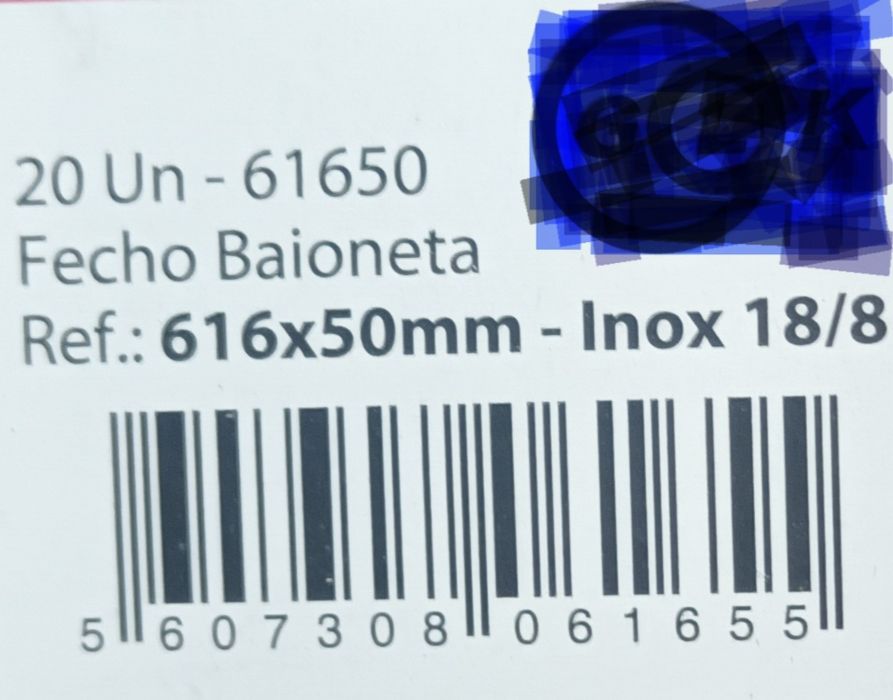 20 Un - 61650
Fecho Baioneta
Ref.: 616x50mm - Inox 18/8
5 607308 061655